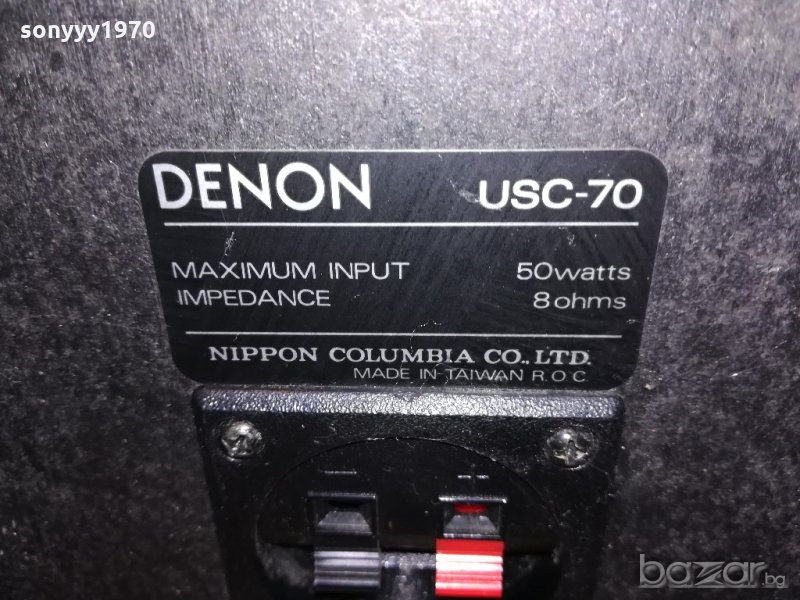 sonyyy1970
DENON USC-70
MAXIMUM INPUT 50watts
IMPEDANCE 8ohms
NIPPON COLUMBIA CO., LTD.
MADE IN TAIWAN R.O.C
− +
bazar.bg